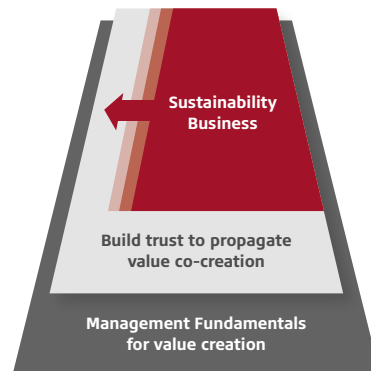 Sustainability
Business
Build trust to propagate
value co-creation
Management Fundamentals
for value creation